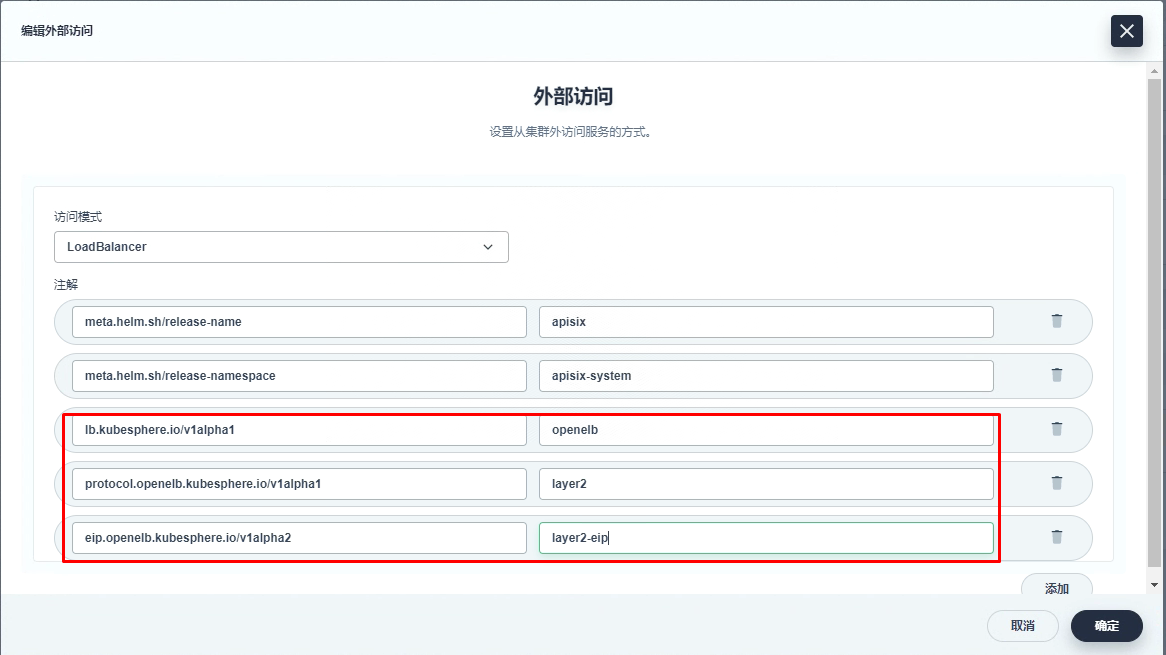 编辑外部访问
外部访问
设置从集群外访问服务的方式。
访问模式
LoadBalancer
注解
meta.helm.sh/release-name apisix
meta.helm.sh/release-namespace apisix-system
lb.kubesphere.io/v1alpha1 openelb
protocol.openelb.kubesphere.io/v1alpha1 layer2
eip.openelb.kubesphere.io/v1alpha2 layer2-eip
添加
取消 确定